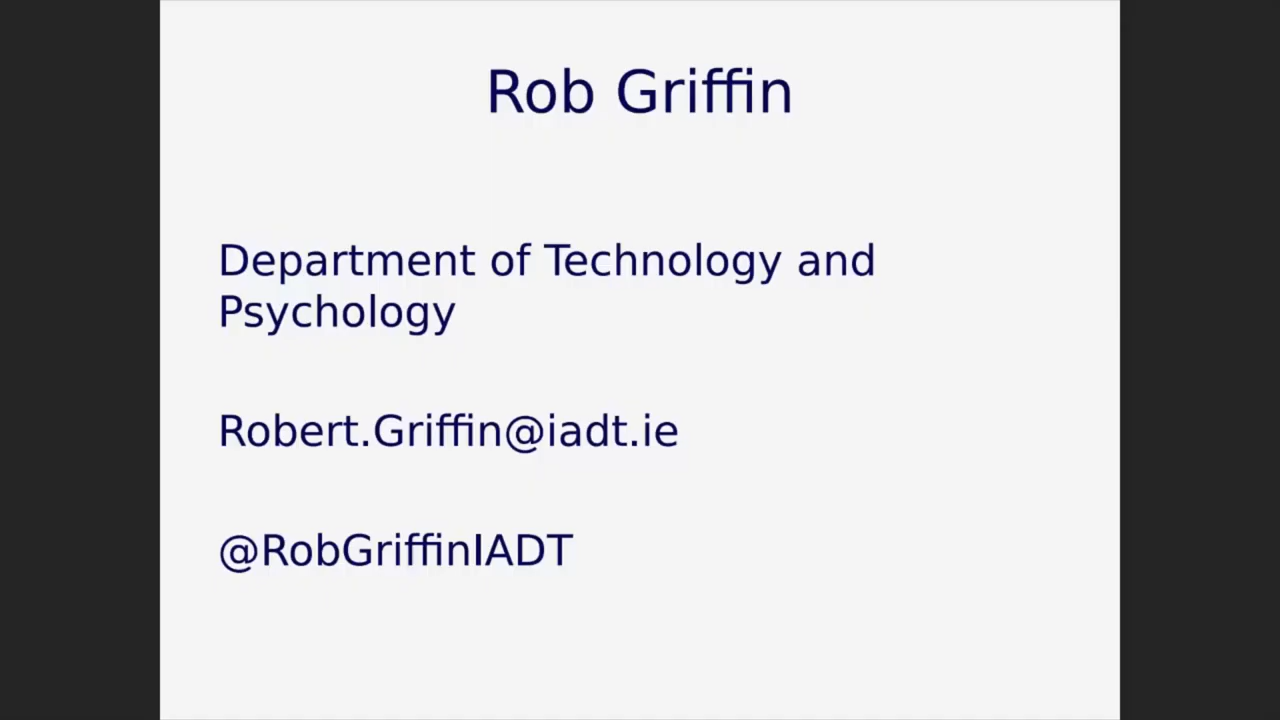 Rob Griffin
Department of Technology and
Psychology
Robert.Griffin@iadt.ie
@RobGriffinIADT